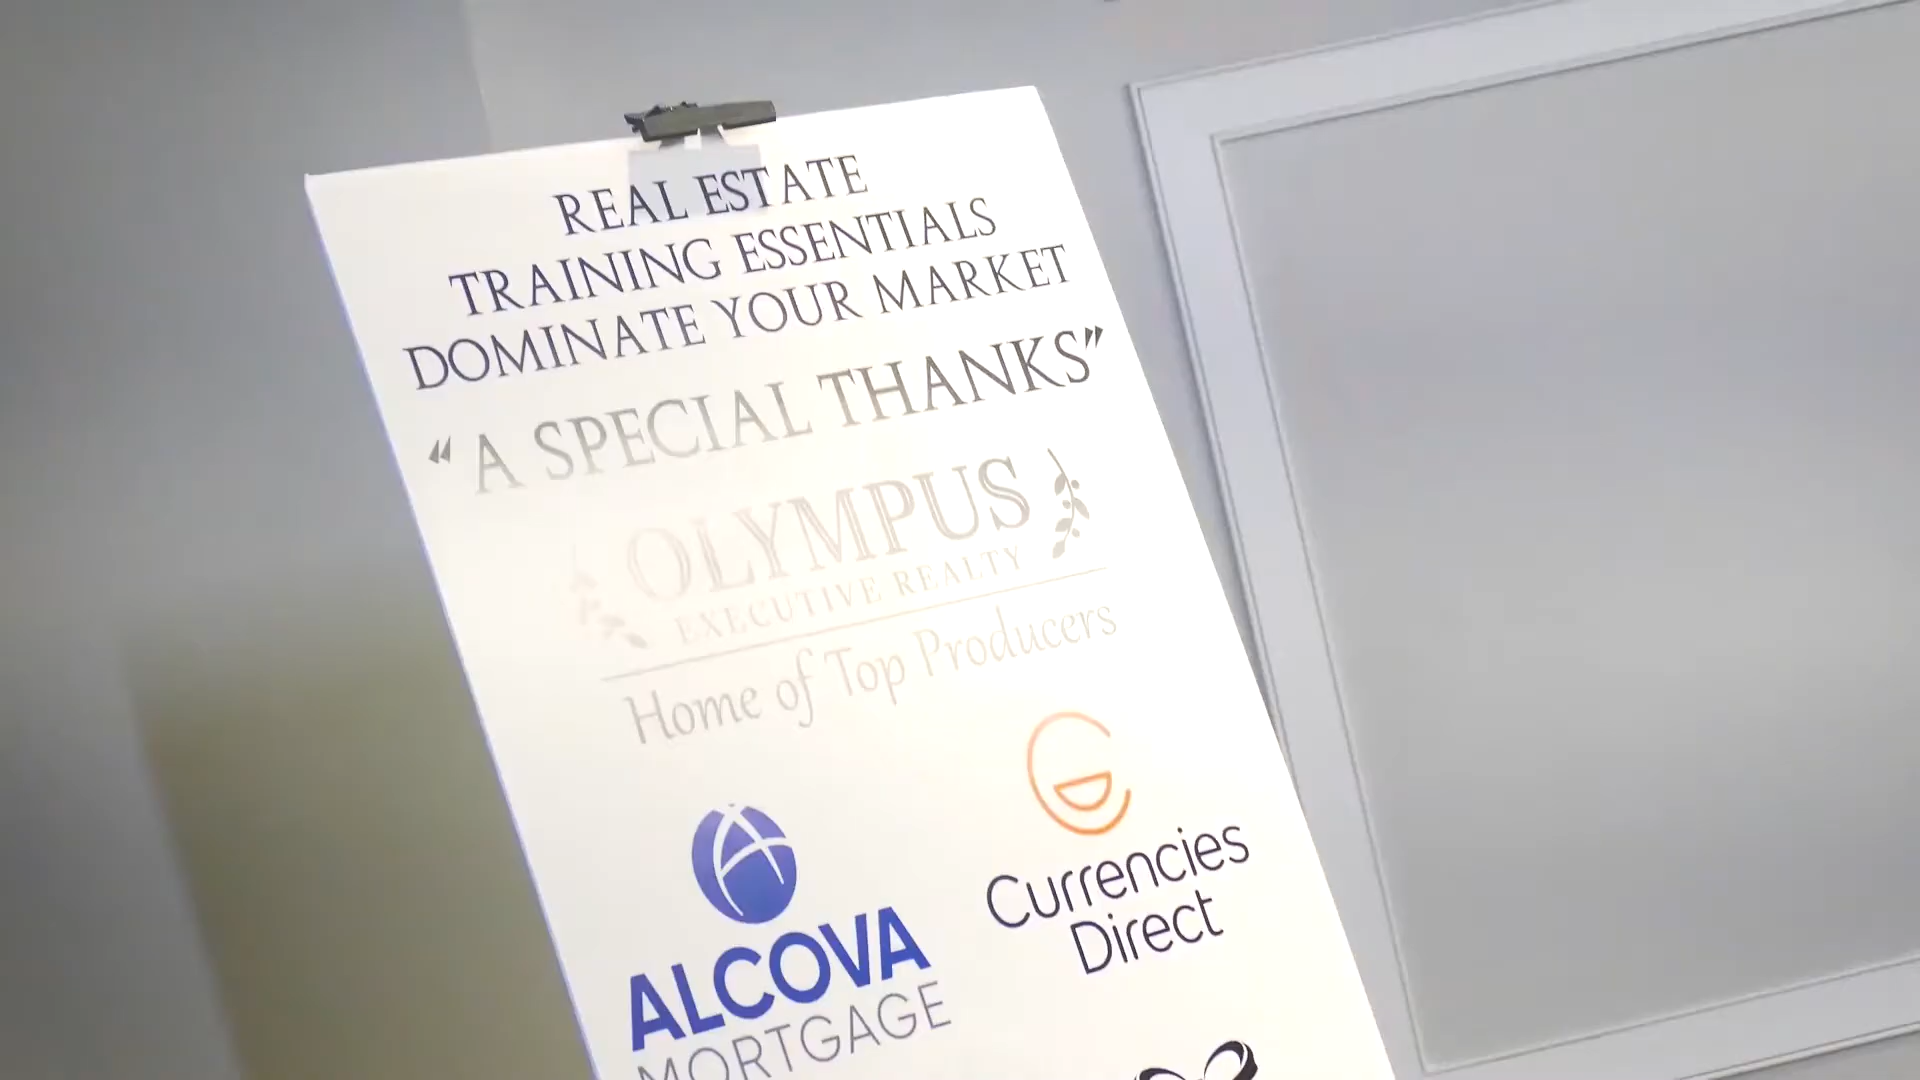 REAL ESTATE
TRAINING ESSENTIALS
DOMINATE YOUR MARKET
“A SPECIAL THANKS”
OLYMPUS
EXECUTIVE REALTY
Home of Top Producers
Currencies
Direct
ALCOVA
MORTGAGE